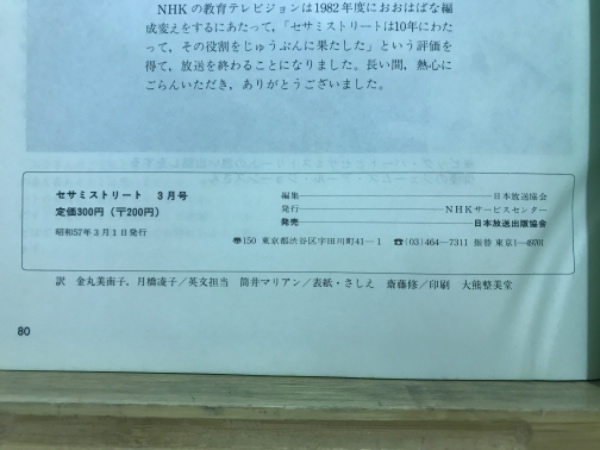 NHKの教育テレビジョンは1982年度におおはばな編
成変えをするにあたって，「セサミストリートは10年にわた
って，その役割をじゅうぶんに果たした」という評価を
得て，放送を終わることになりました。長い間，熱心に
ごらんいただき，ありがとうございました。
セサミストリート 3月号
定価300円（〒200円）
昭和57年3月1日発行
編集 日本放送協会
発行 NHKサービスセンター
発売 日本放送出版協会
〒150 東京都渋谷区宇田川町41－1 ☎(03)464－7311 振替 東京1－49701
訳 金丸美南子，月橋凌子／英文担当 筒井マリアン／表紙・さしえ 斎藤修／印刷 大熊整美堂
80